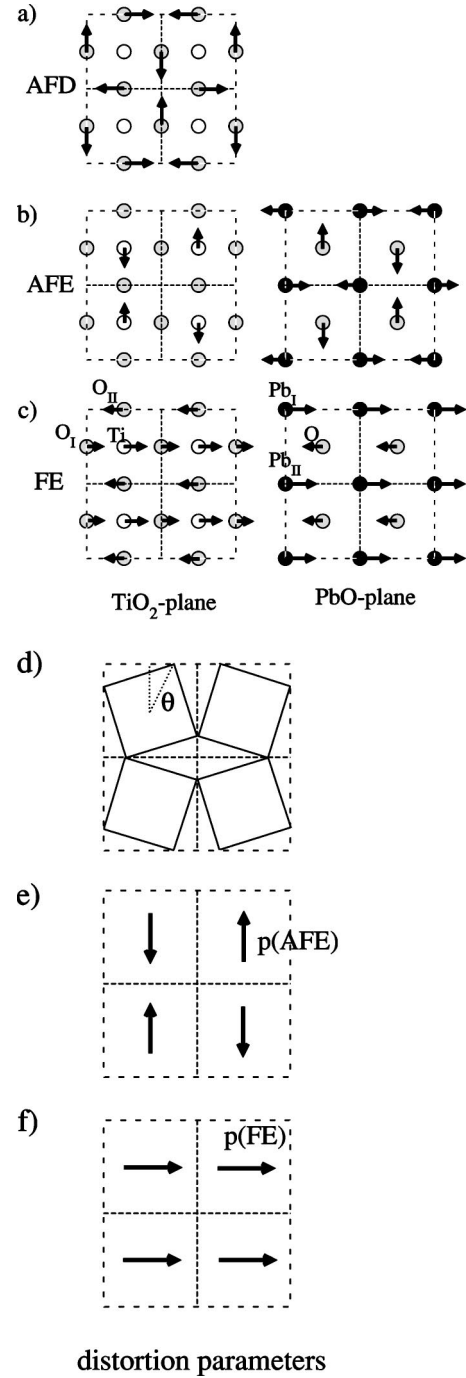 a)
AFD
b)
AFE
c)
O_II
O_I Ti
FE
Pb_I
O
Pb_II
TiO₂-plane PbO-plane
d)
θ
e)
p(AFE)
f)
p(FE)
distortion parameters